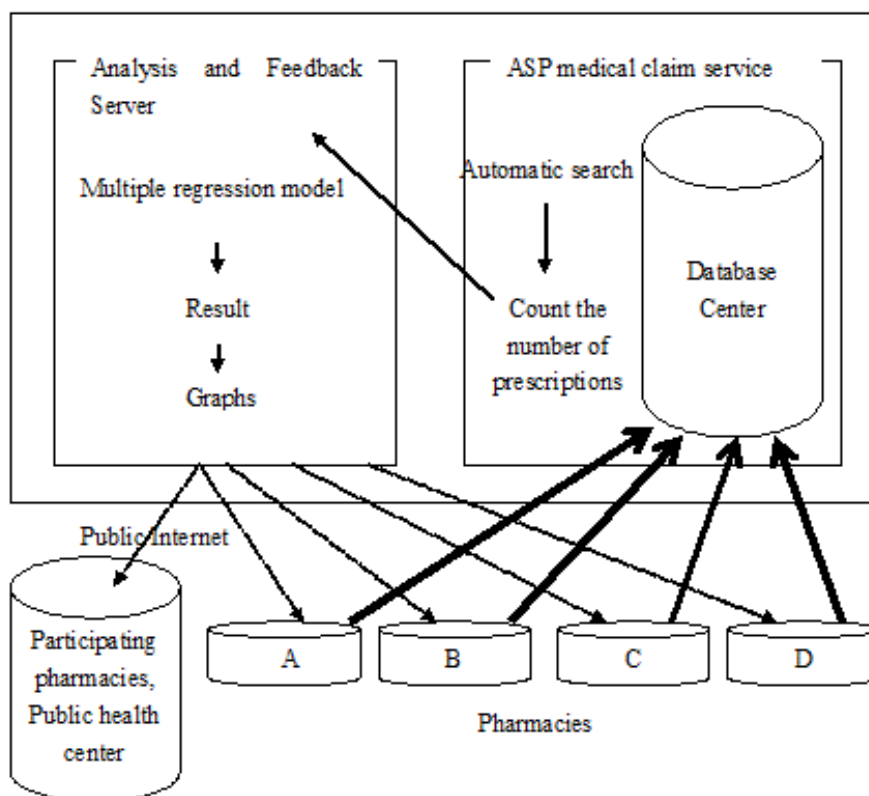 Analysis and Feedback
Server
Multiple regression model
Result
Graphs
ASP medical claim service
Automatic search
Count the
number of
prescriptions
Database
Center
Public Internet
Participating
pharmacies,
Public health
center
A
B
C
D
Pharmacies